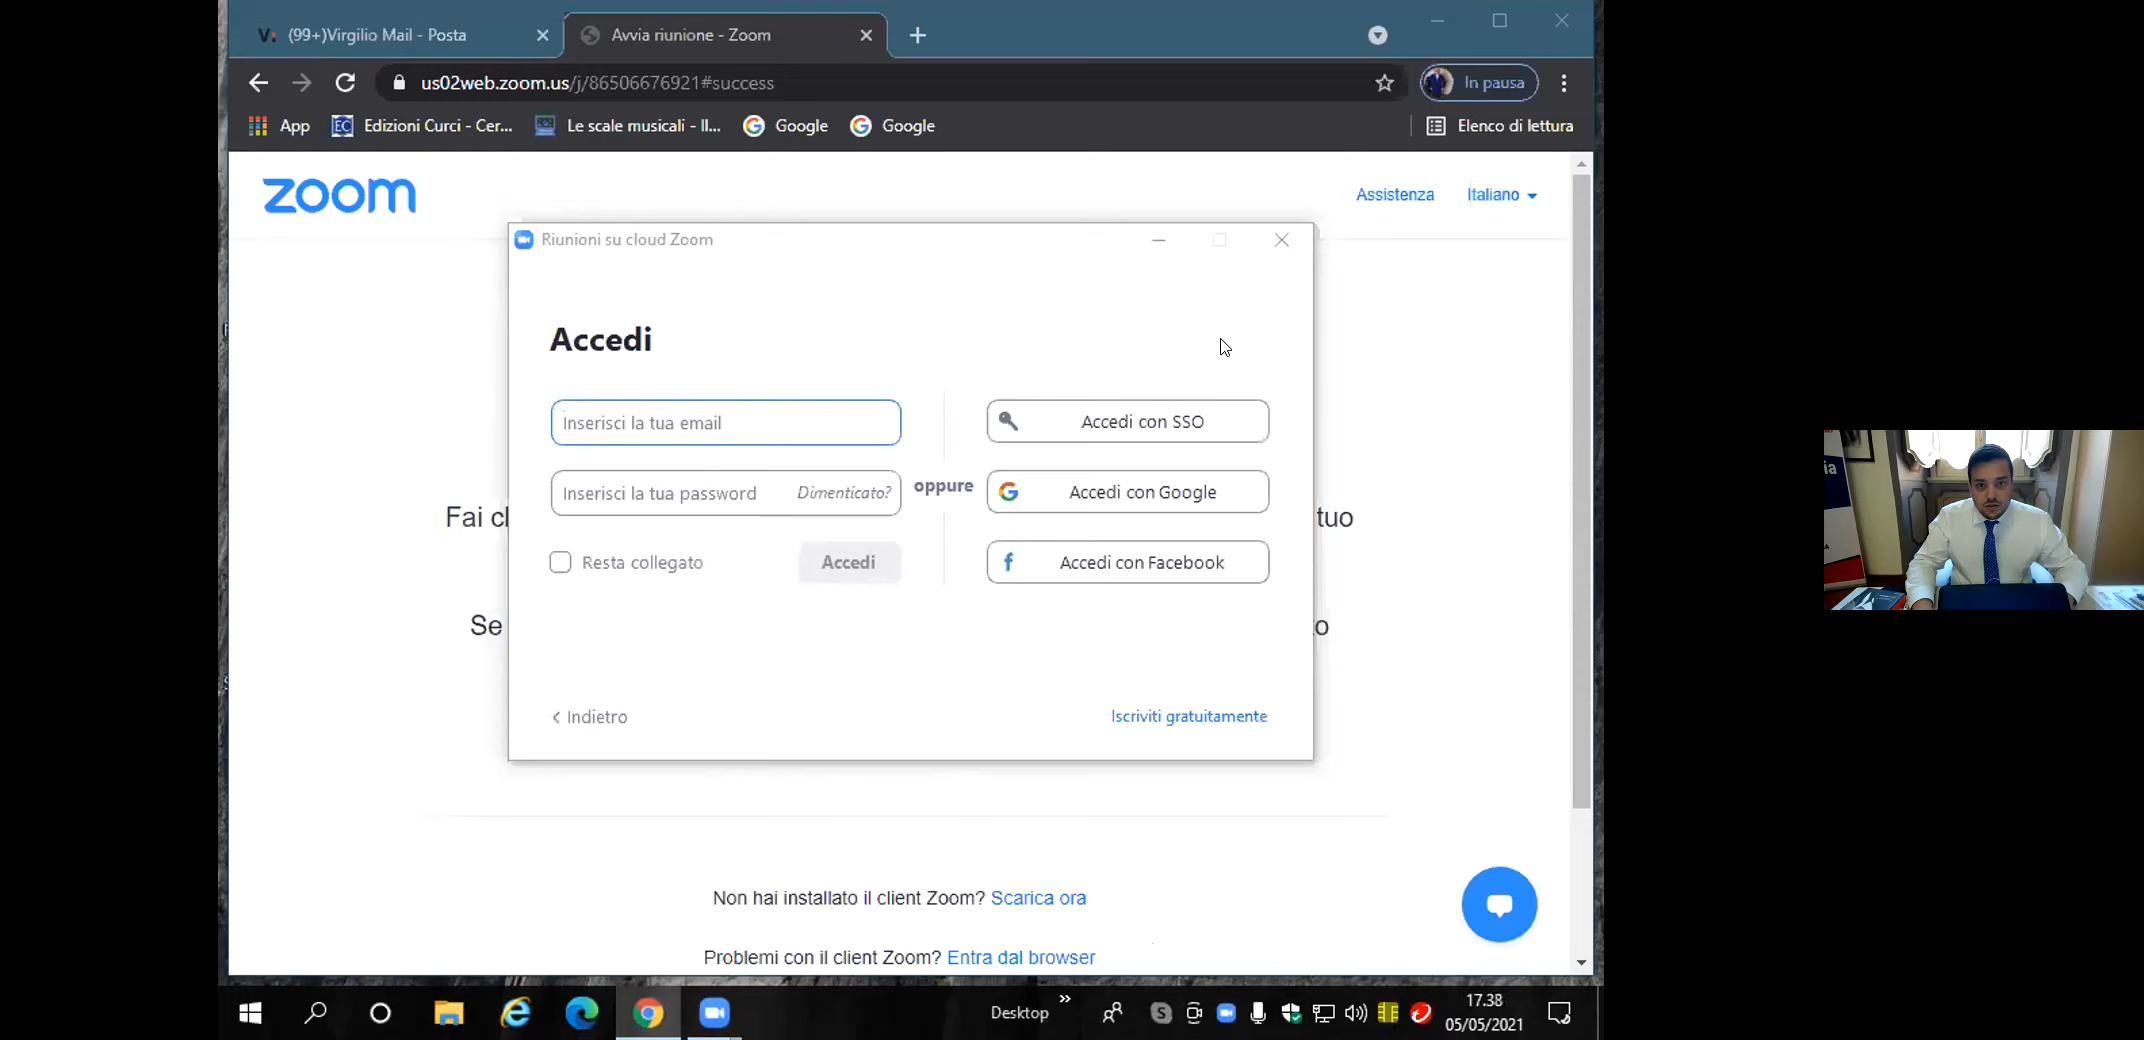 (99+)Virgilio Mail - Posta
Avvia riunione - Zoom
us02web.zoom.us/j/86506676921#success
In pausa
App
EC
Edizioni Curci - Cer...
Le scale musicali - Il...
Google
Google
Elenco di lettura
zoom
Assistenza
Italiano
Riunioni su cloud Zoom
Accedi
Inserisci la tua email
Accedi con SSO
Inserisci la tua password
Dimenticato?
oppure
Accedi con Google
Fai cl
tuo
Resta collegato
Accedi
Accedi con Facebook
Se
Indietro
Iscriviti gratuitamente
Non hai installato il client Zoom? Scarica ora
Problemi con il client Zoom? Entra dal browser
Desktop
17.38
05/05/2021